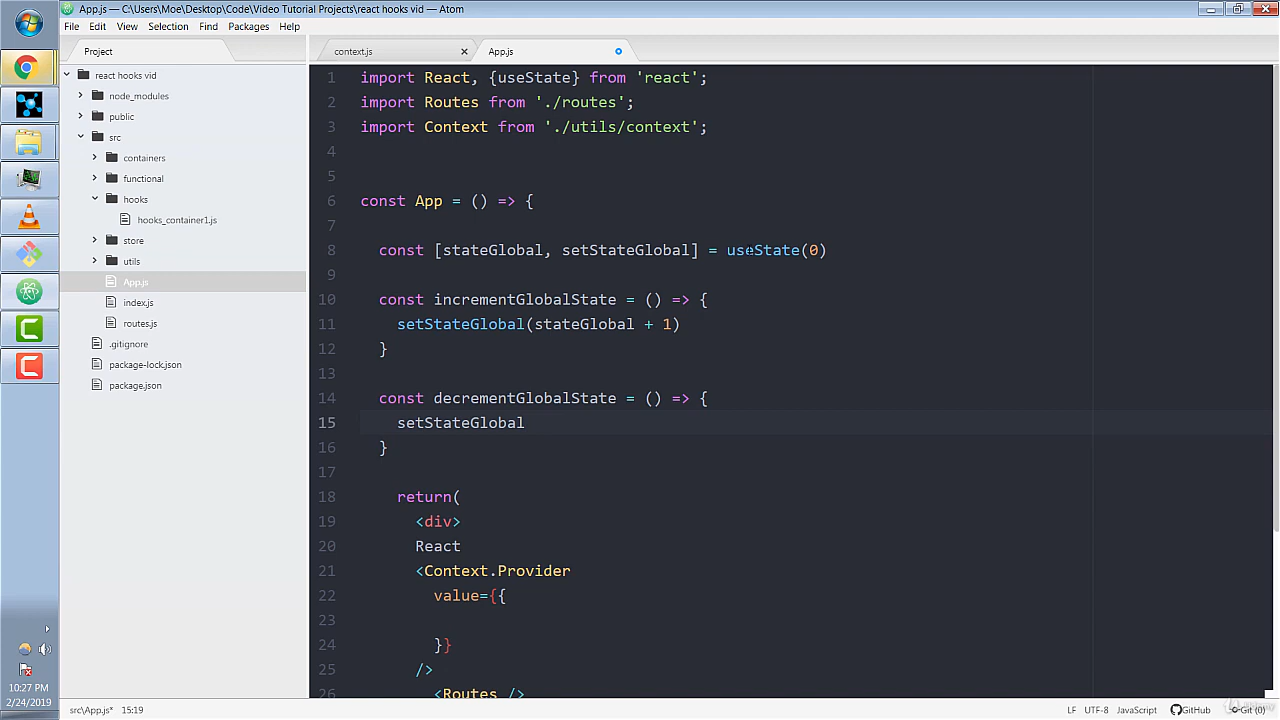 App.js — C:\Users\Moe\Desktop\Code\Video Tutorial Projects\react hooks vid — Atom
File Edit View Selection Find Packages Help
Project
context.js
App.js
react hooks vid
node_modules
public
src
containers
functional
hooks
hooks_container1.js
store
utils
App.js
index.js
routes.js
.gitignore
package-lock.json
package.json
1 import React, {useState} from 'react';
2 import Routes from './routes';
3 import Context from './utils/context';
4
5
6 const App = () => {
7
8 const [stateGlobal, setStateGlobal] = useState(0)
9
10 const incrementGlobalState = () => {
11 setStateGlobal(stateGlobal + 1)
12 }
13
14 const decrementGlobalState = () => {
15 setStateGlobal
16 }
17
18 return(
19 <div>
20 React
21 <Context.Provider
22 value={{
23
24 }}
25 />
26 <Routes />
10:27 PM
2/24/2019
src\App.js* 15:19
LF UTF-8 JavaScript GitHub Git (0)